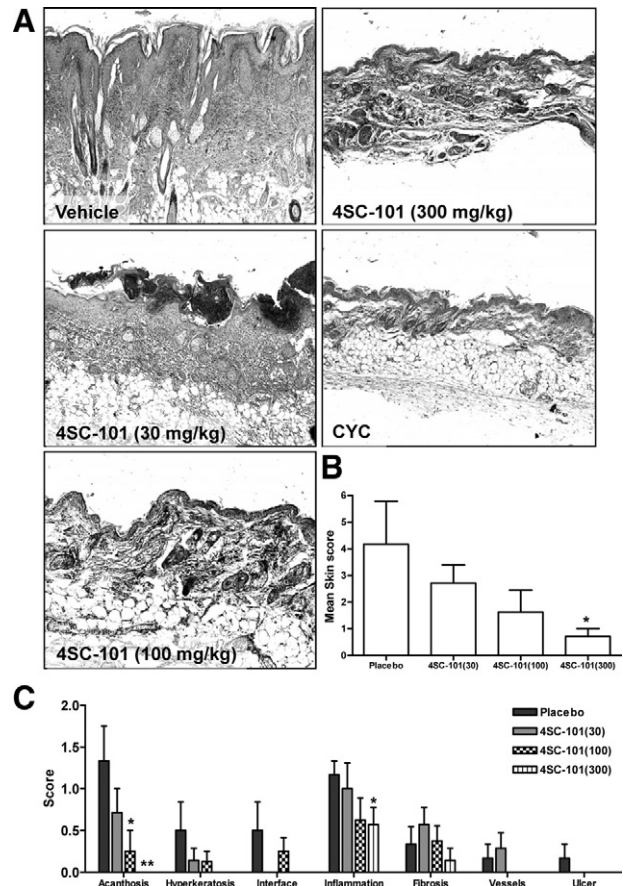 A
Vehicle
4SC-101 (300 mg/kg)
4SC-101 (30 mg/kg)
CYC
4SC-101 (100 mg/kg)
B
Mean Skin score
6
5
4
3
2
1
0
*
Placebo 4SC-101(30) 4SC-101(100) 4SC-101(300)
C
Score
2.0
1.5
1.0
0.5
0.0
Placebo
4SC-101(30)
4SC-101(100)
4SC-101(300)
* ** *
Acanthosis Hyperkeratosis Interface Inflammation Fibrosis Vessels Ulcer